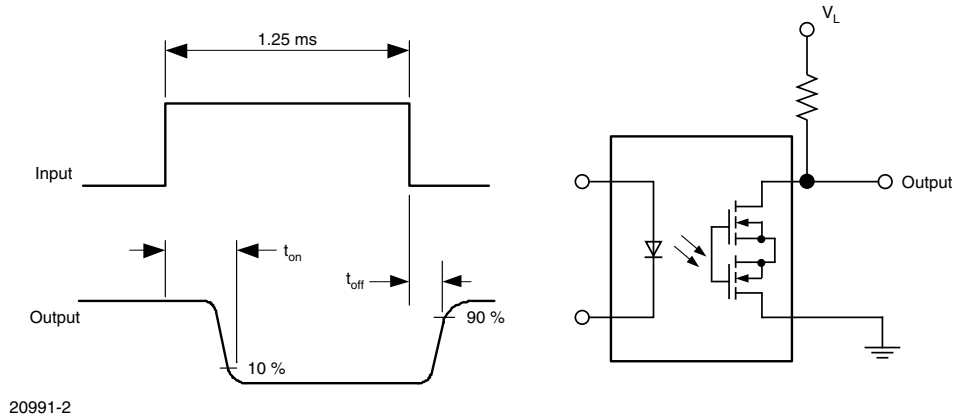 1.25 ms
V_L
Input
Output
t_on
t_off
Output
90 %
10 %
20991-2